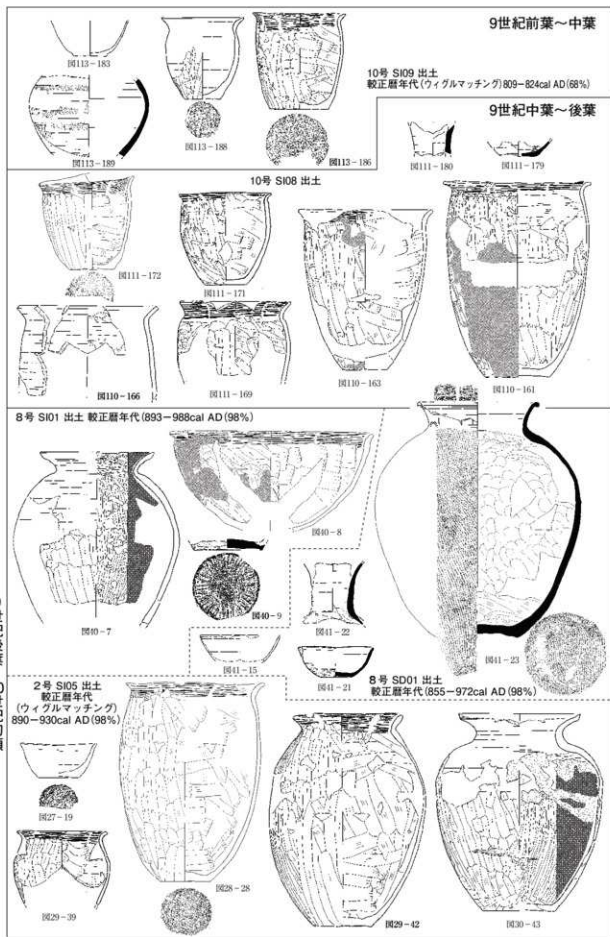 9世紀前葉~中葉
図113-183
図113-189
図113-188
図113-186
10号 SI09 出土
較正暦年代(ウィグルマッチング)809-824cal AD(68%)
9世紀中葉~後葉
図111-180
図111-179
10号 SI08 出土
図111-172
図111-171
図110-166
図111-169
図110-163
図110-161
8号 SI01 出土 較正暦年代(893-988cal AD(98%)
図40-7
図40-8
図40-9
図41-22
図41-15
図41-21
図41-23
8号 SD01 出土
較正暦年代(855-972cal AD(98%)
2号 SI05 出土
較正暦年代
(ウィグルマッチング)
890-930cal AD(98%)
図27-19
図29-39
図28-28
図29-42
図30-43